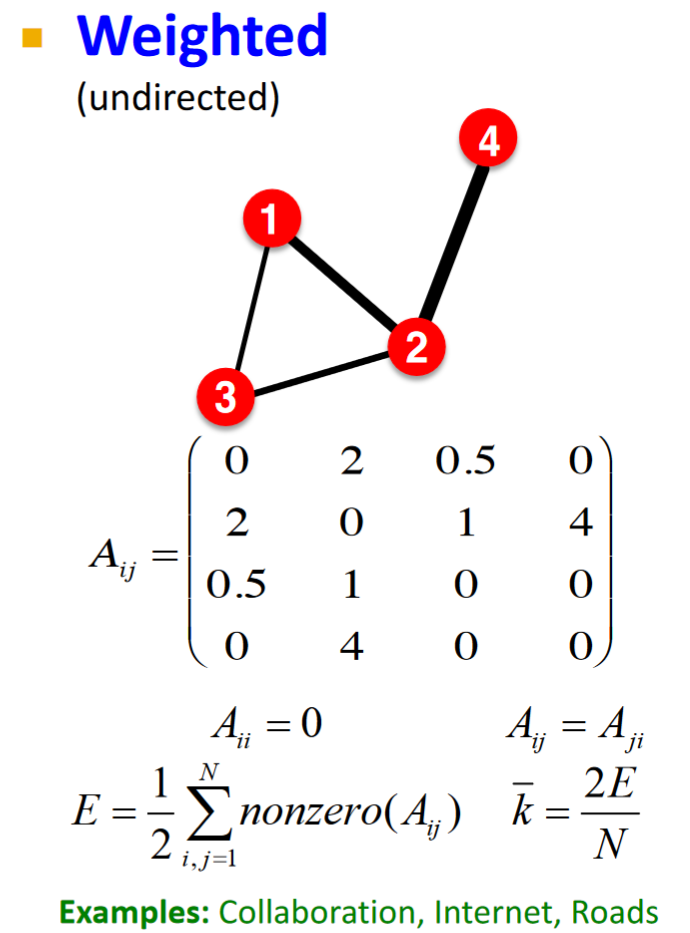 Weighted
(undirected)
4
1
2
3
A_{ij} = \begin{pmatrix} 0 & 2 & 0.5 & 0 \\ 2 & 0 & 1 & 4 \\ 0.5 & 1 & 0 & 0 \\ 0 & 4 & 0 & 0 \end{pmatrix}
A_{ii} = 0 A_{ij} = A_{ji}
E = \frac{1}{2} \sum_{i,j=1}^{N} nonzero(A_{ij}) \overline{k} = \frac{2E}{N}
Examples: Collaboration, Internet, Roads